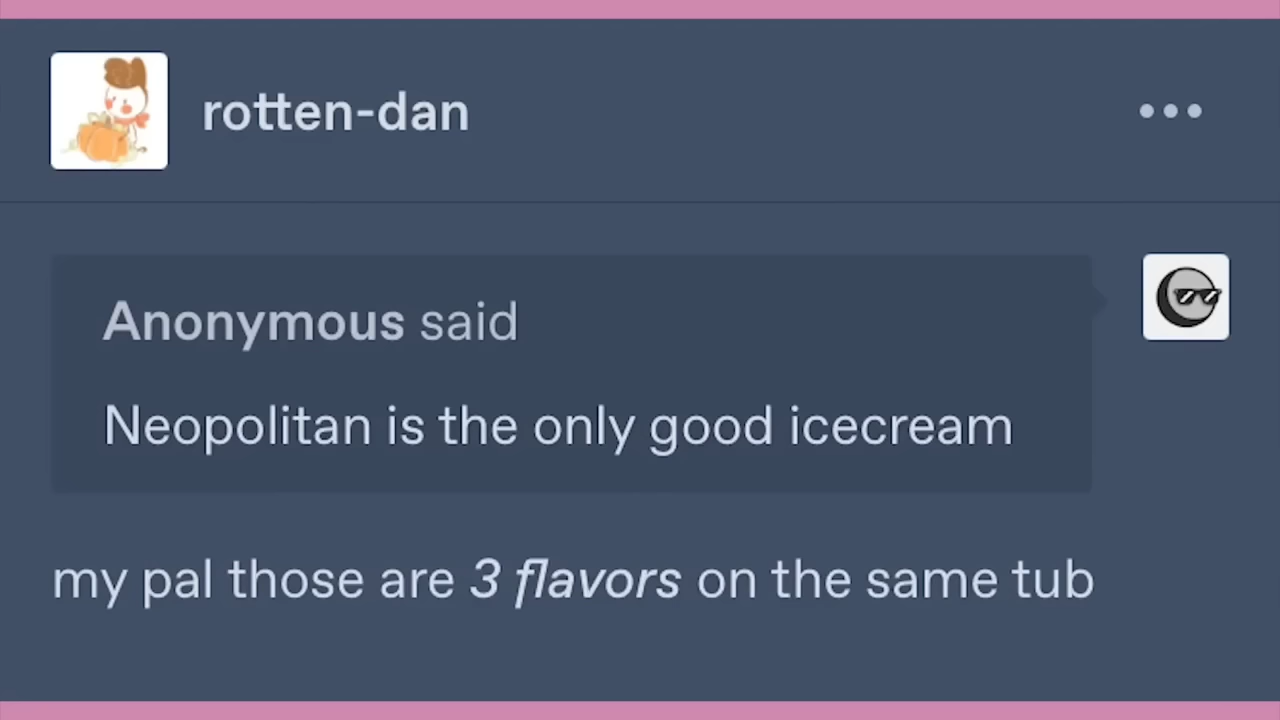 rotten-dan
Anonymous said
Neopolitan is the only good icecream
my pal those are 3 flavors on the same tub